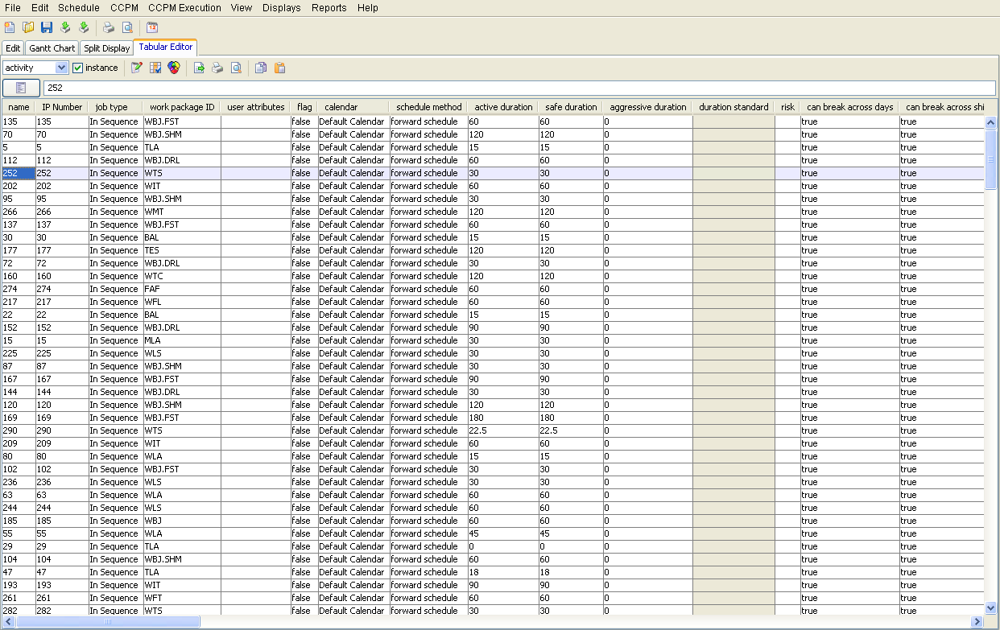 File Edit Schedule CCPM CCPM Execution View Displays Reports Help
12
Edit Gantt Chart Split Display Tabular Editor
activity instance
252
name IP Number job type work package ID user attributes flag calendar schedule method active duration safe duration aggressive duration duration standard risk can break across days can break across shi
135 135 In Sequence WBJ.FST false Default Calendar forward schedule 60 60 0 true true
70 70 In Sequence WBJ.SHM false Default Calendar forward schedule 120 120 0 true true
5 5 In Sequence TLA false Default Calendar forward schedule 15 15 0 true true
112 112 In Sequence WBJ.DRL false Default Calendar forward schedule 60 60 0 true true
252 252 In Sequence WTS false Default Calendar forward schedule 30 30 0 true true
202 202 In Sequence WIT false Default Calendar forward schedule 60 60 0 true true
95 95 In Sequence WBJ.SHM false Default Calendar forward schedule 30 30 0 true true
266 266 In Sequence WMT false Default Calendar forward schedule 120 120 0 true true
137 137 In Sequence WBJ.FST false Default Calendar forward schedule 60 60 0 true true
30 30 In Sequence BAL false Default Calendar forward schedule 15 15 0 true true
177 177 In Sequence TES false Default Calendar forward schedule 120 120 0 true true
72 72 In Sequence WBJ.DRL false Default Calendar forward schedule 30 30 0 true true
160 160 In Sequence WTC false Default Calendar forward schedule 120 120 0 true true
274 274 In Sequence FAF false Default Calendar forward schedule 60 60 0 true true
217 217 In Sequence WFL false Default Calendar forward schedule 60 60 0 true true
22 22 In Sequence BAL false Default Calendar forward schedule 15 15 0 true true
152 152 In Sequence WBJ.DRL false Default Calendar forward schedule 90 90 0 true true
15 15 In Sequence MLA false Default Calendar forward schedule 30 30 0 true true
225 225 In Sequence WLS false Default Calendar forward schedule 30 30 0 true true
87 87 In Sequence WBJ.SHM false Default Calendar forward schedule 30 30 0 true true
167 167 In Sequence WBJ.FST false Default Calendar forward schedule 90 90 0 true true
144 144 In Sequence WBJ.DRL false Default Calendar forward schedule 30 30 0 true true
120 120 In Sequence WBJ.SHM false Default Calendar forward schedule 120 120 0 true true
169 169 In Sequence WBJ.FST false Default Calendar forward schedule 180 180 0 true true
290 290 In Sequence WTS false Default Calendar forward schedule 22.5 22.5 0 true true
209 209 In Sequence WIT false Default Calendar forward schedule 60 60 0 true true
80 80 In Sequence WLA false Default Calendar forward schedule 15 15 0 true true
102 102 In Sequence WBJ.FST false Default Calendar forward schedule 30 30 0 true true
236 236 In Sequence WLS false Default Calendar forward schedule 30 30 0 true true
63 63 In Sequence WLA false Default Calendar forward schedule 60 60 0 true true
244 244 In Sequence WLS false Default Calendar forward schedule 60 60 0 true true
185 185 In Sequence WBJ false Default Calendar forward schedule 60 60 0 true true
55 55 In Sequence WLA false Default Calendar forward schedule 45 45 0 true true
29 29 In Sequence TLA false Default Calendar forward schedule 0 0 0 true true
104 104 In Sequence WBJ.SHM false Default Calendar forward schedule 60 60 0 true true
47 47 In Sequence TLA false Default Calendar forward schedule 18 18 0 true true
193 193 In Sequence WIT false Default Calendar forward schedule 90 90 0 true true
261 261 In Sequence WFT false Default Calendar forward schedule 60 60 0 true true
282 282 In Sequence WTS false Default Calendar forward schedule 30 30 0 true true